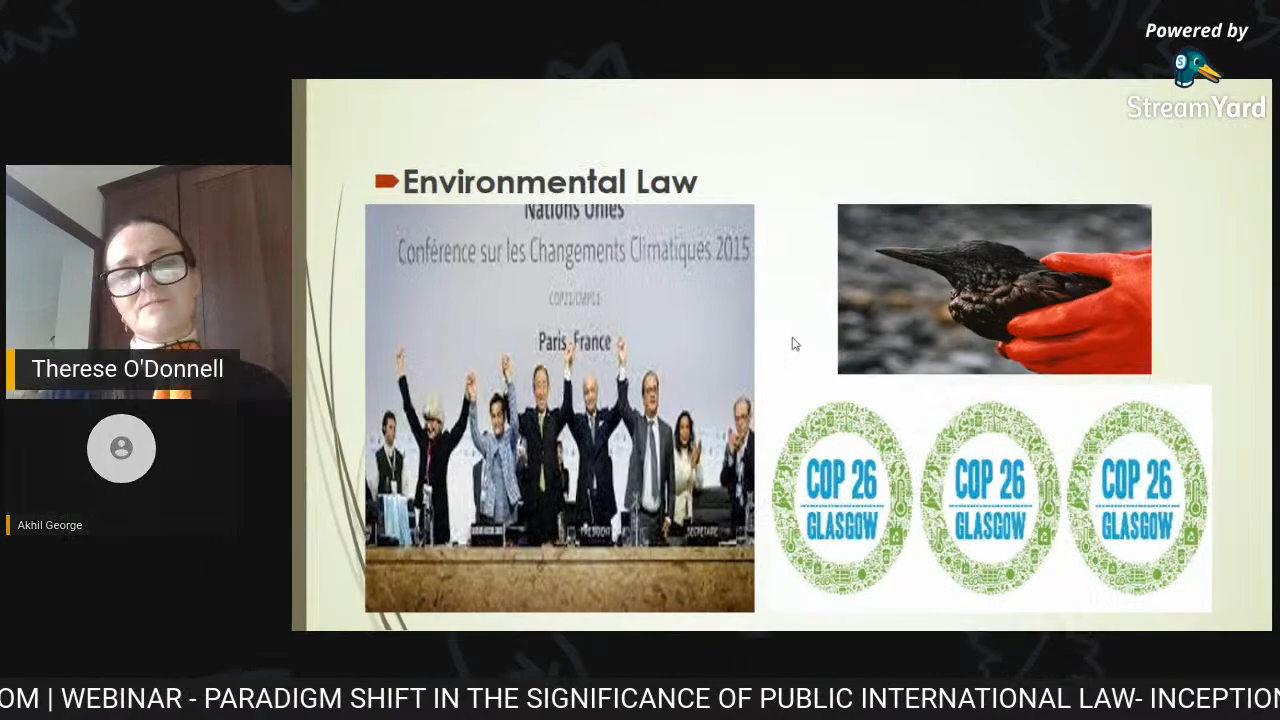 Powered by
StreamYard
Environmental Law
Nations Unies
Conférence sur les Changements Climatiques 2015
COP21/CMP11
Paris, France
PRESIDENT
SECRETAIRE
COP 26
GLASGOW
COP 26
GLASGOW
COP 26
GLASGOW
Therese O'Donnell
Akhil George
OM | WEBINAR - PARADIGM SHIFT IN THE SIGNIFICANCE OF PUBLIC INTERNATIONAL LAW- INCEPTION